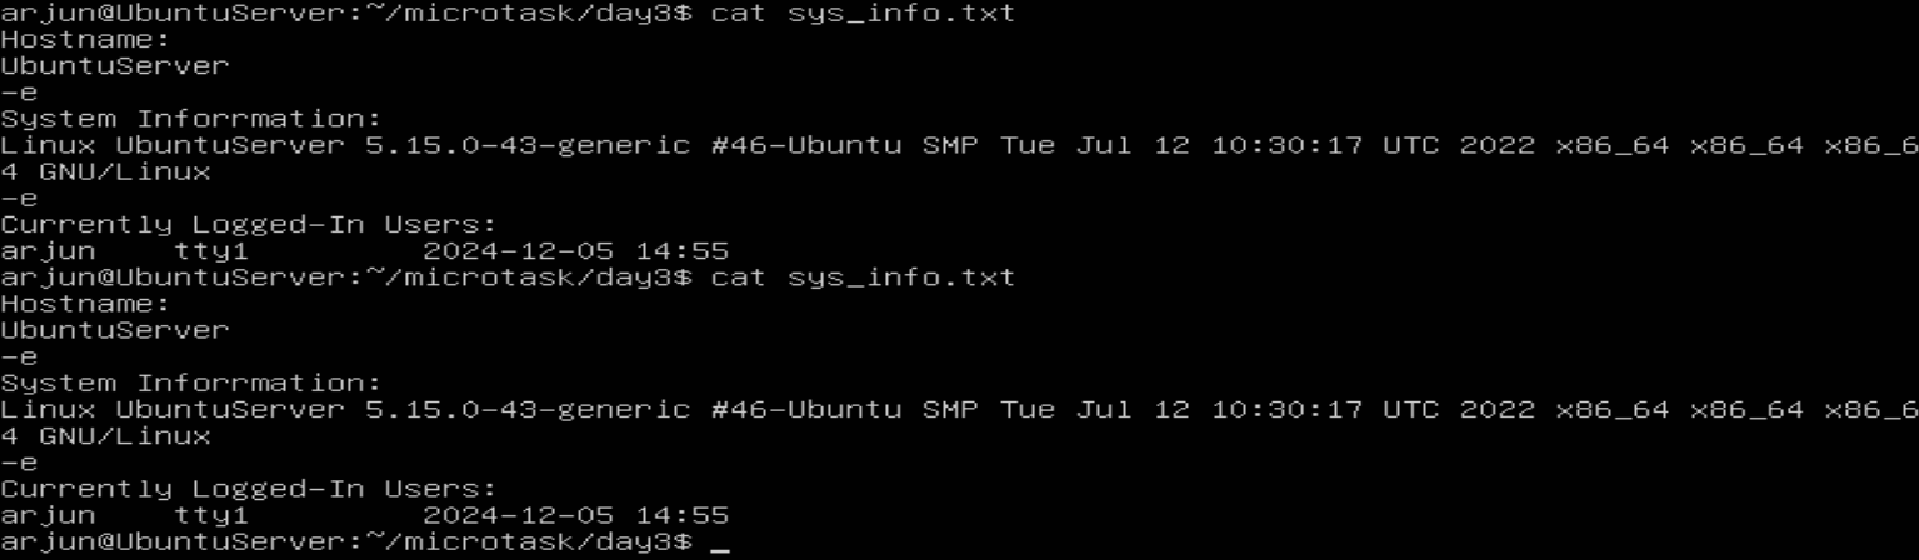 arjun@UbuntuServer:~/microtask/day3$ cat sys_info.txt
Hostname:
UbuntuServer
-e
System Inforrmation:
Linux UbuntuServer 5.15.0-43-generic #46-Ubuntu SMP Tue Jul 12 10:30:17 UTC 2022 x86_64 x86_64 x86_6
4 GNU/Linux
-e
Currently Logged-In Users:
arjun    tty1         2024-12-05 14:55
arjun@UbuntuServer:~/microtask/day3$ cat sys_info.txt
Hostname:
UbuntuServer
-e
System Inforrmation:
Linux UbuntuServer 5.15.0-43-generic #46-Ubuntu SMP Tue Jul 12 10:30:17 UTC 2022 x86_64 x86_64 x86_6
4 GNU/Linux
-e
Currently Logged-In Users:
arjun    tty1         2024-12-05 14:55
arjun@UbuntuServer:~/microtask/day3$ _